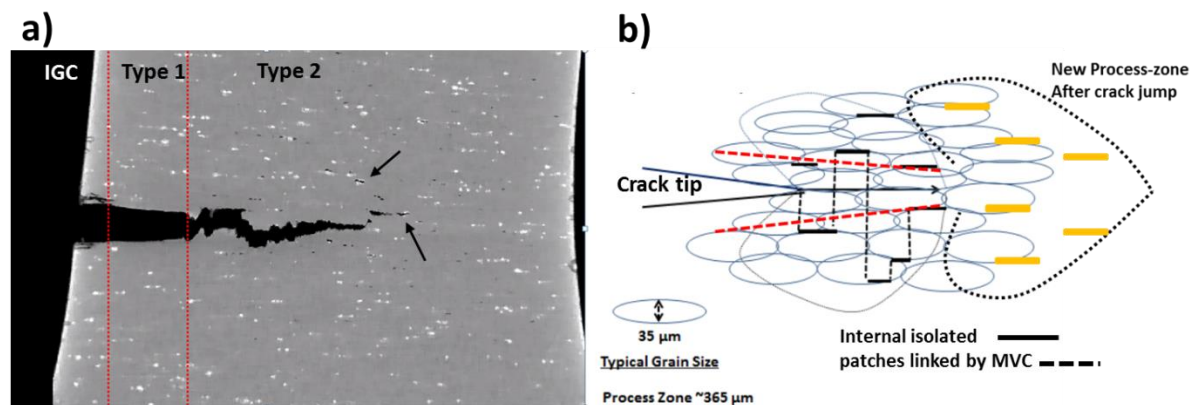 a)
IGC
Type 1
Type 2
b)
New Process-zone
After crack jump
Crack tip
35 µm
Typical Grain Size
Process Zone ~365 µm
Internal isolated
patches linked by MVC